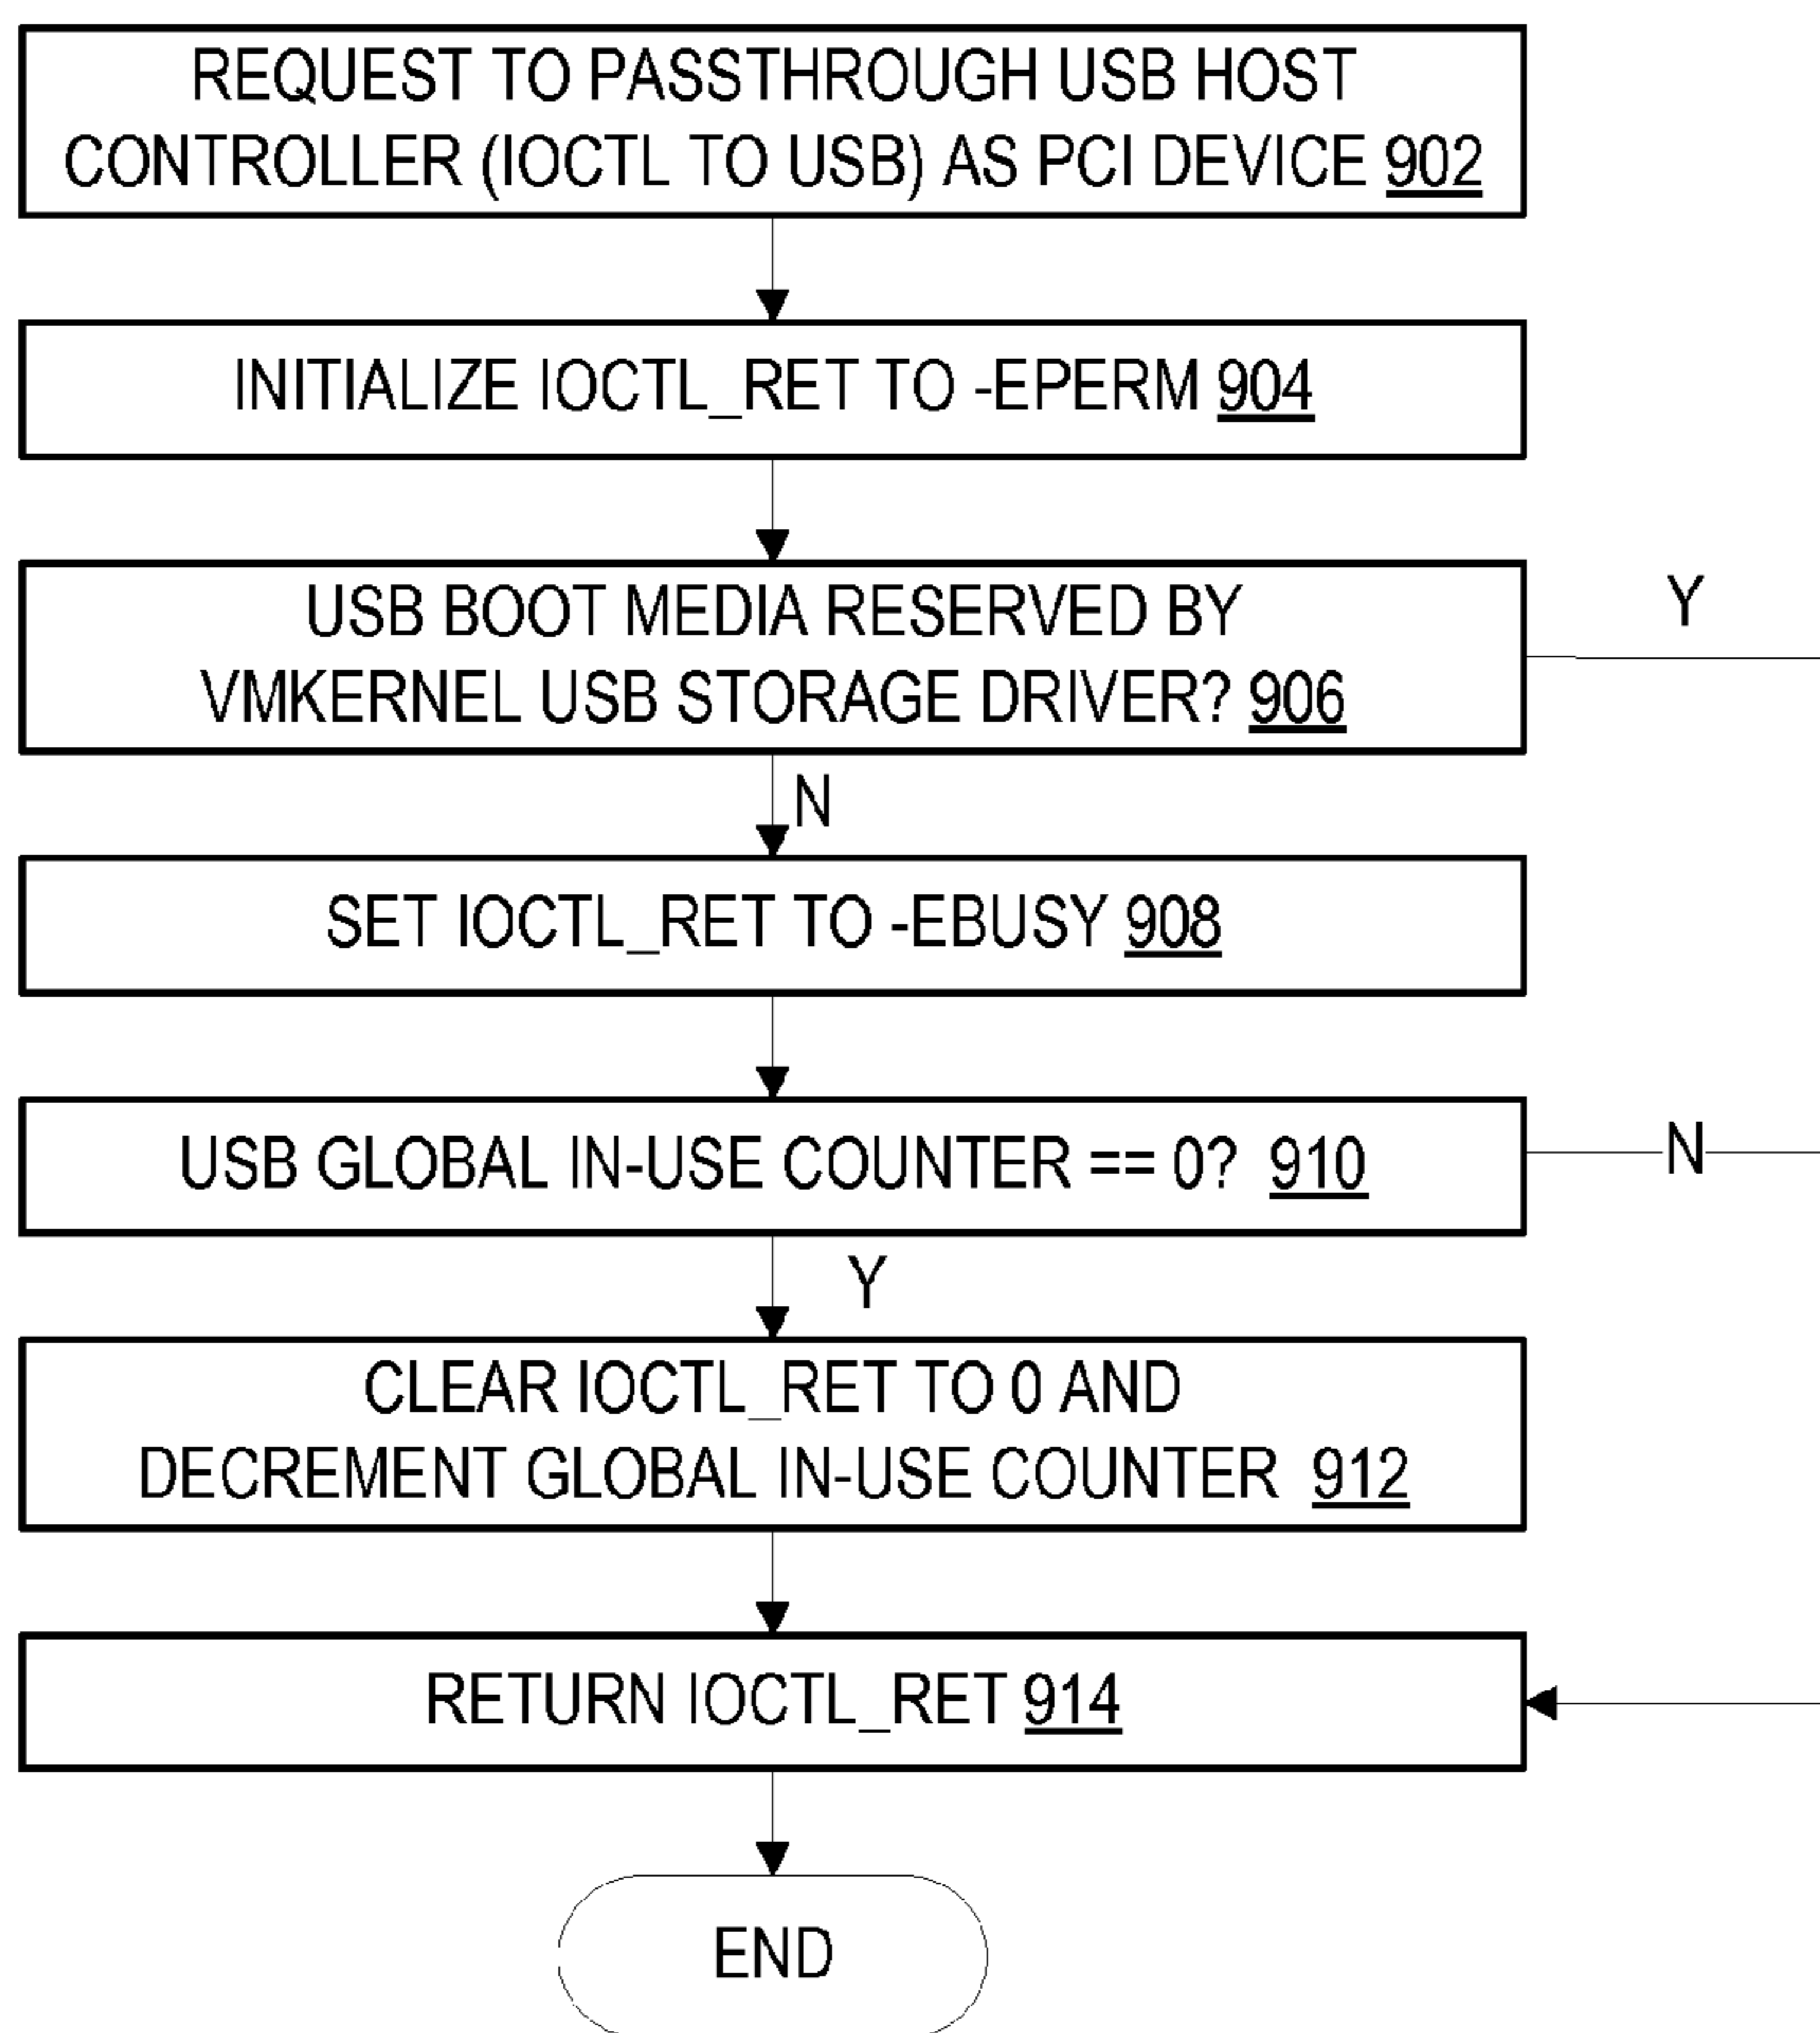 REQUEST TO PASSTHROUGH USB HOST
CONTROLLER (IOCTL TO USB) AS PCI DEVICE 902
INITIALIZE IOCTL_RET TO -EPERM 904
USB BOOT MEDIA RESERVED BY
VMKERNEL USB STORAGE DRIVER? 906
Y
N
SET IOCTL_RET TO -EBUSY 908
USB GLOBAL IN-USE COUNTER == 0? 910
N
Y
CLEAR IOCTL_RET TO 0 AND
DECREMENT GLOBAL IN-USE COUNTER 912
RETURN IOCTL_RET 914
END